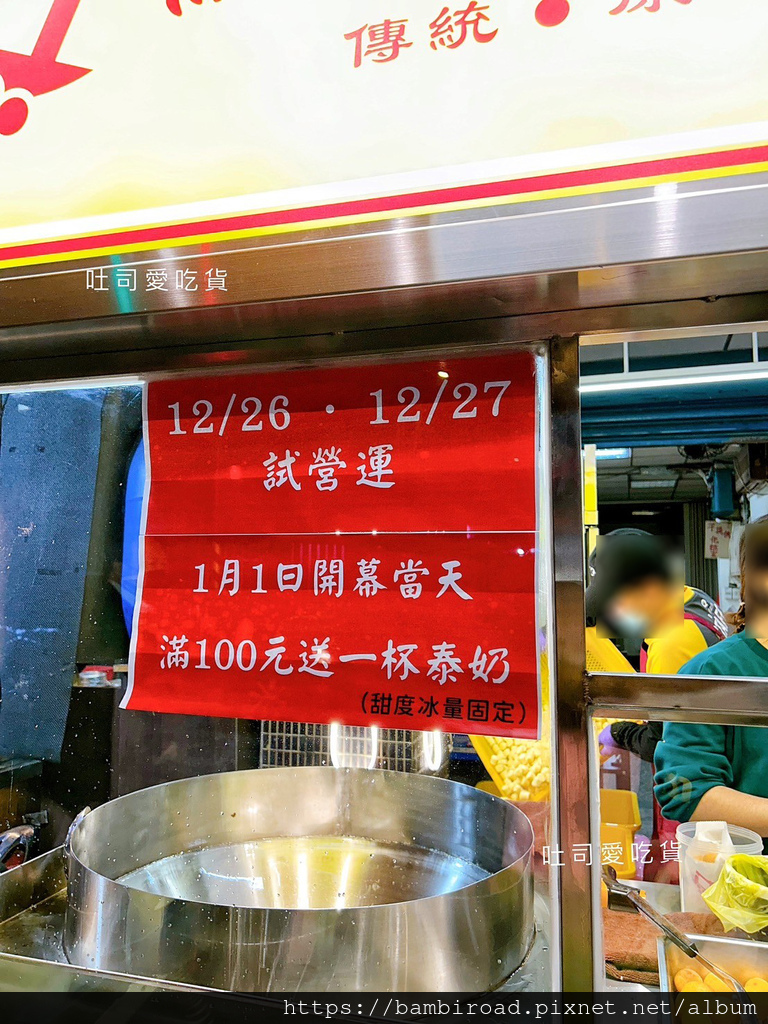 傳統
吐司愛吃貨
12/26 · 12/27
試營運
1月1日開幕當天
滿100元送一杯泰奶
(甜度冰量固定)
吐司愛吃貨
https://bambiroad.pixnet.net/album